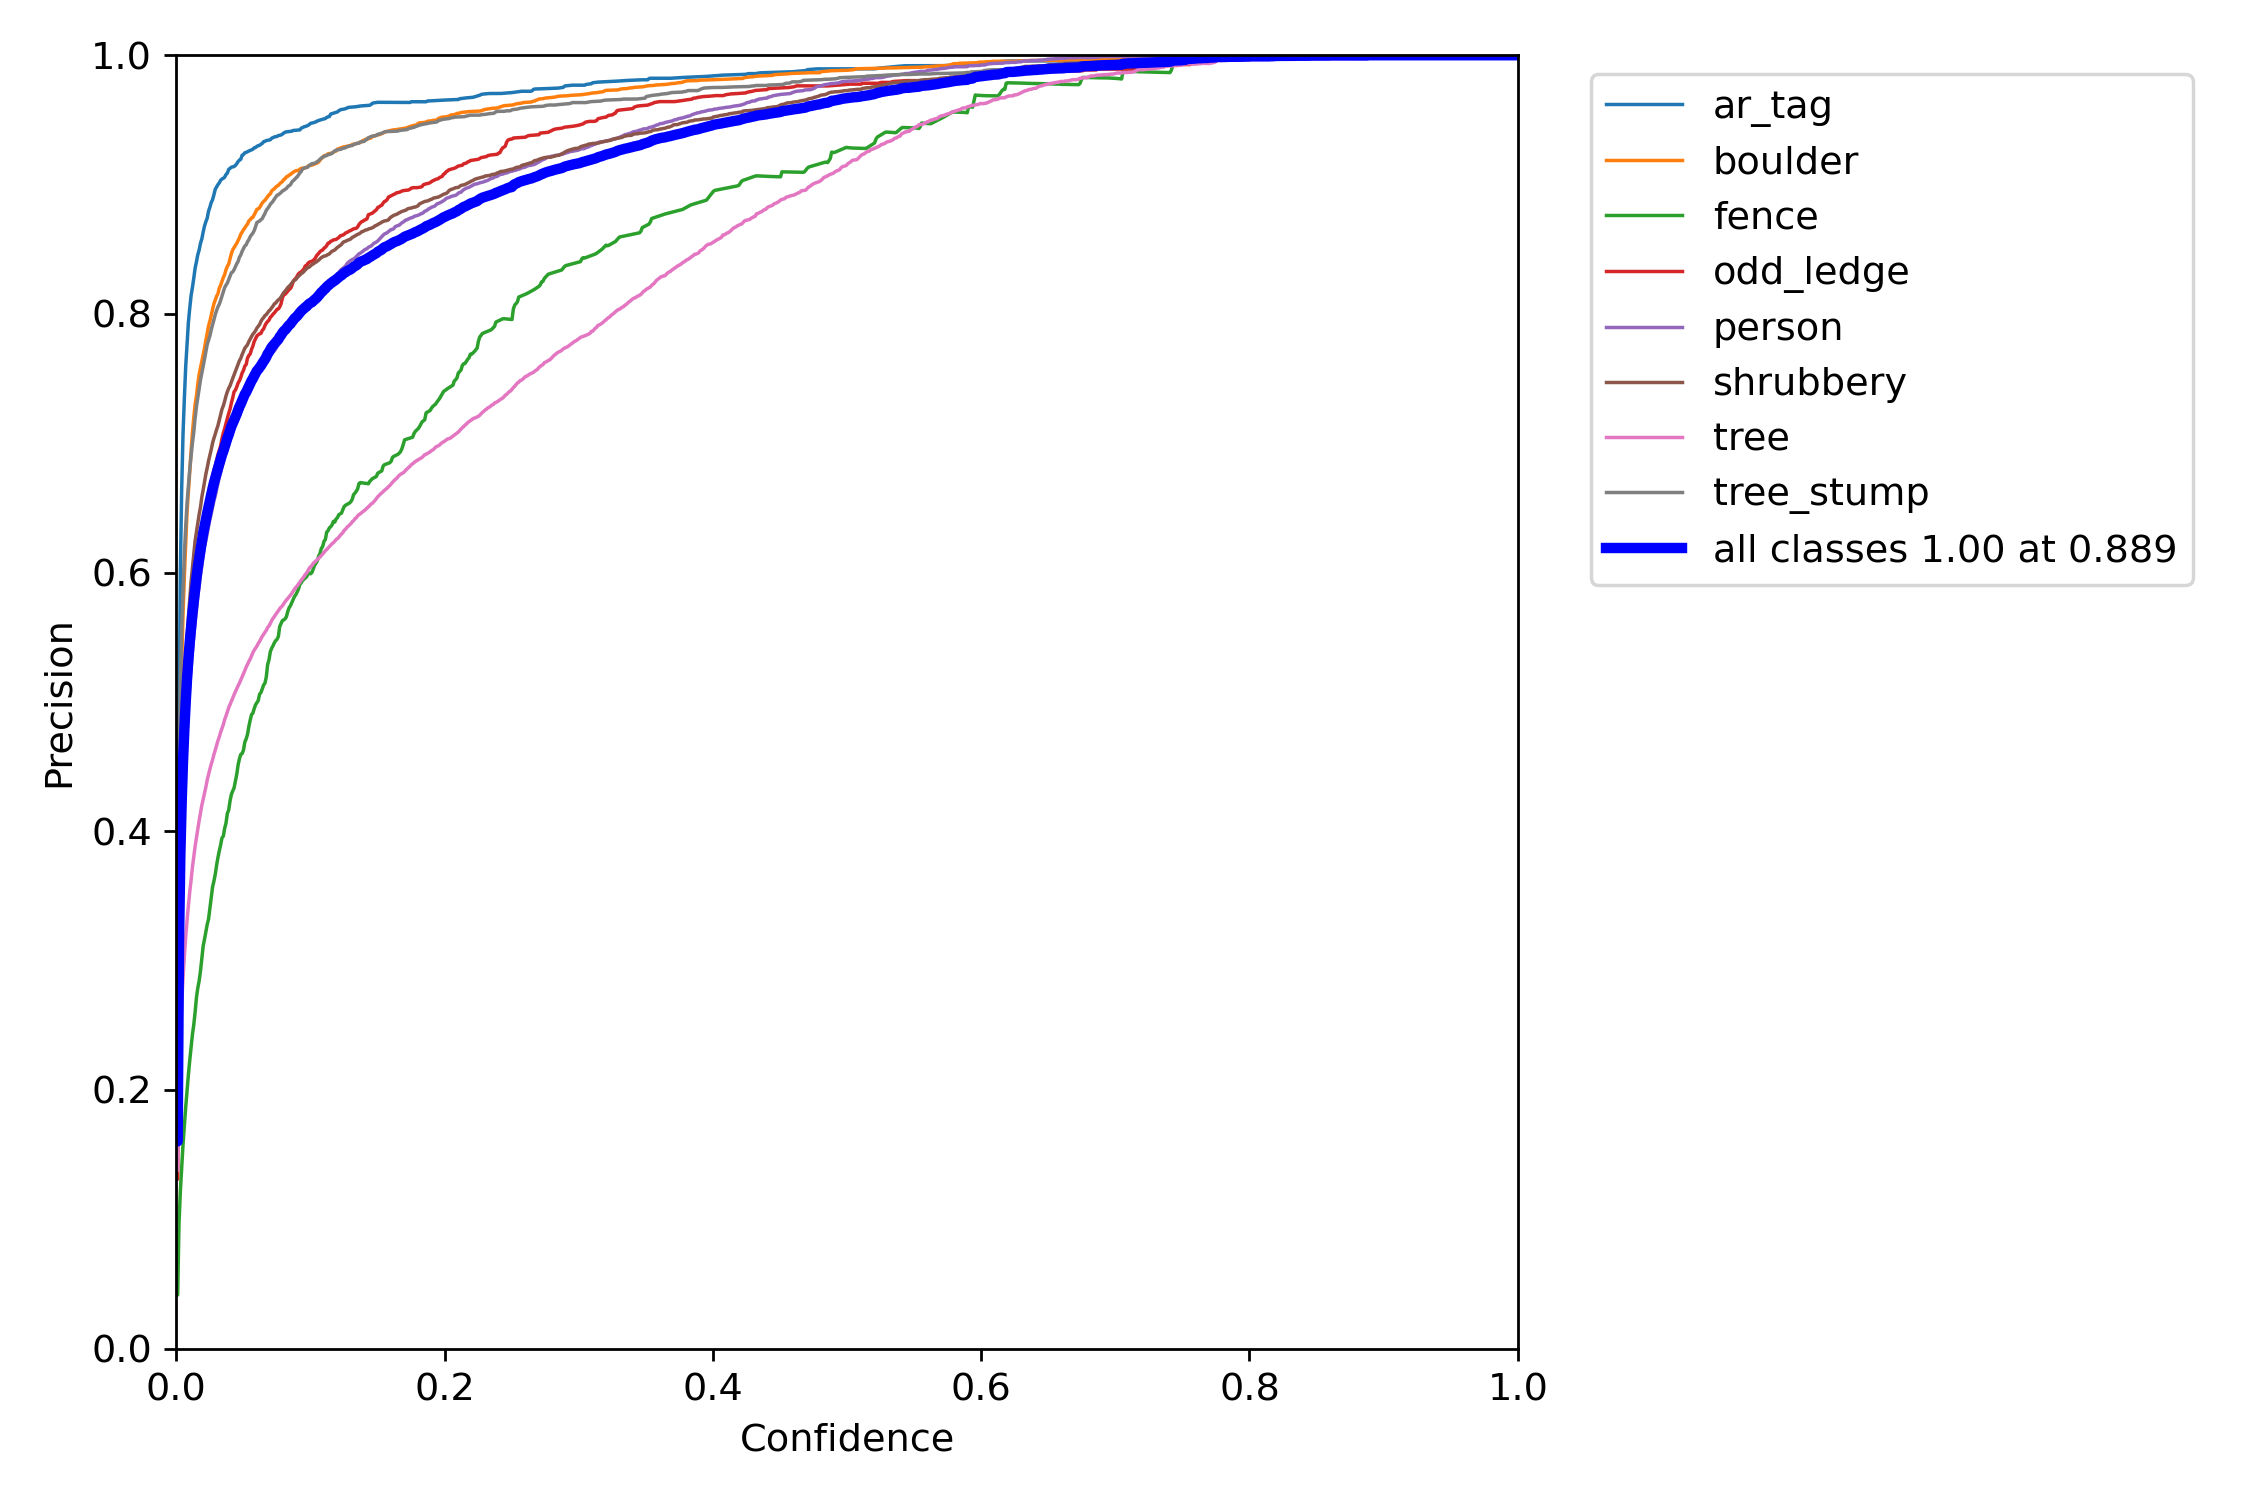 1.0
0.8
0.6
0.4
0.2
0.0
0.0 0.2 0.4 0.6 0.8 1.0
Precision
Confidence
ar_tag
boulder
fence
odd_ledge
person
shrubbery
tree
tree_stump
all classes 1.00 at 0.889